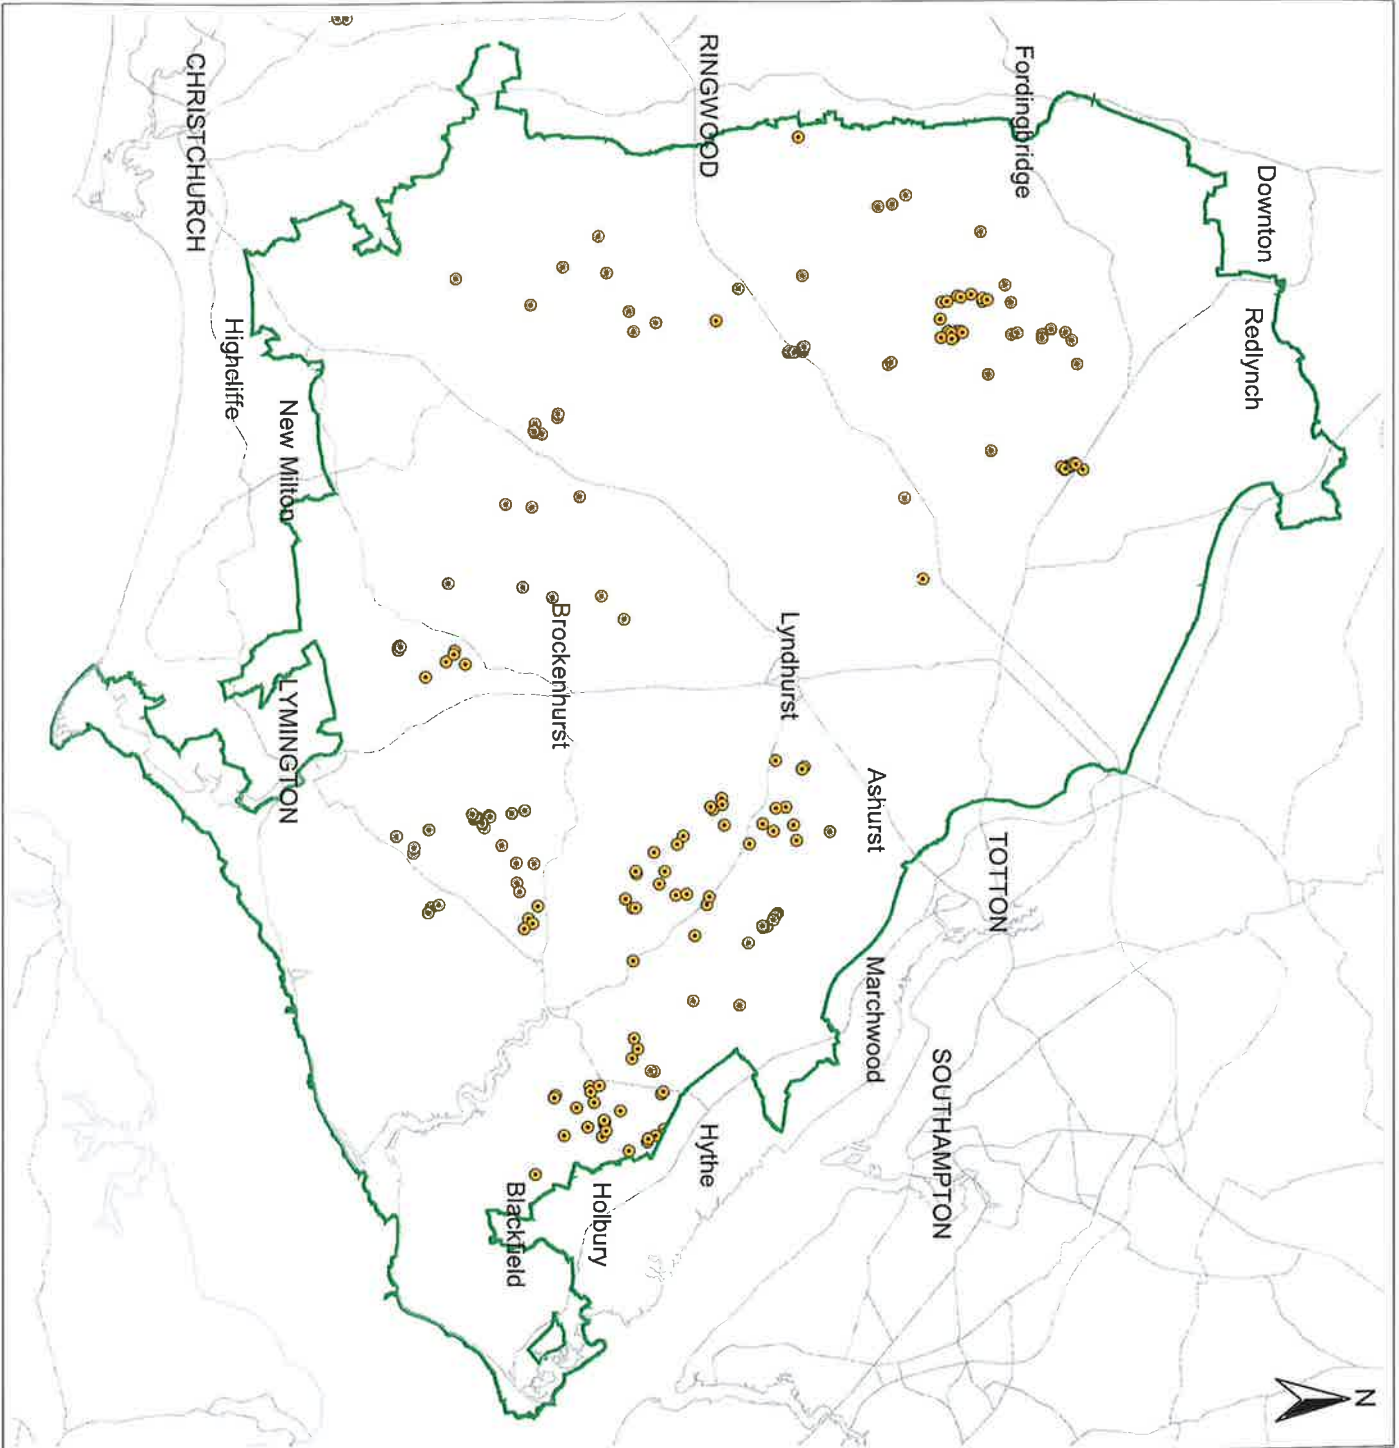 Downton
Redlynch
Fordingbridge
TOTTON
SOUTHAMPTON
Ashurst
Marchwood
Lyndhurst
RINGWOOD
Hythe
Brockenhurst
Holbury
Blackfield
New Milton
LYMINGTON
Highcliffe
CHRISTCHURCH
N